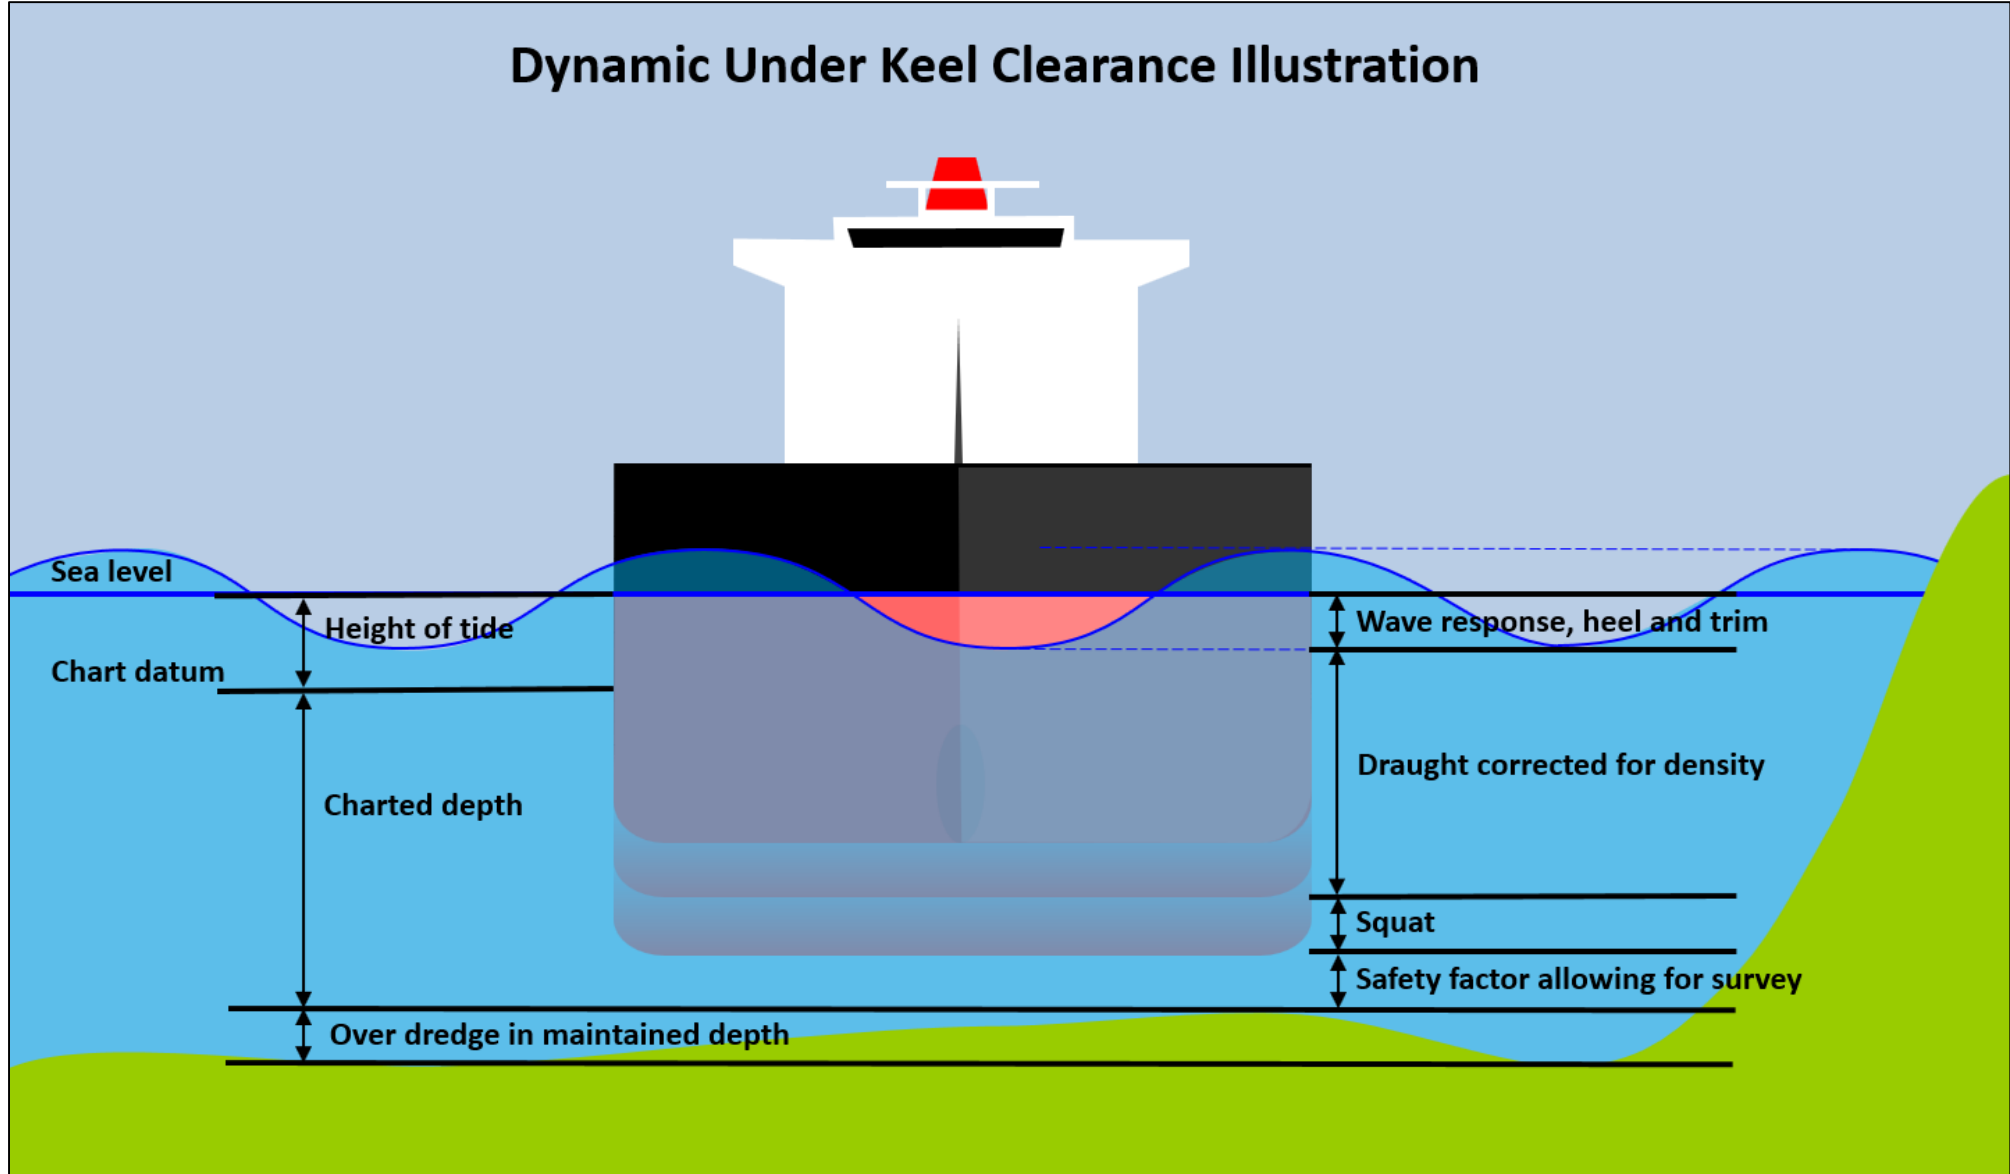 Dynamic Under Keel Clearance Illustration
Sea level
Height of tide
Wave response, heel and trim
Chart datum
Draught corrected for density
Charted depth
Squat
Safety factor allowing for survey
Over dredge in maintained depth